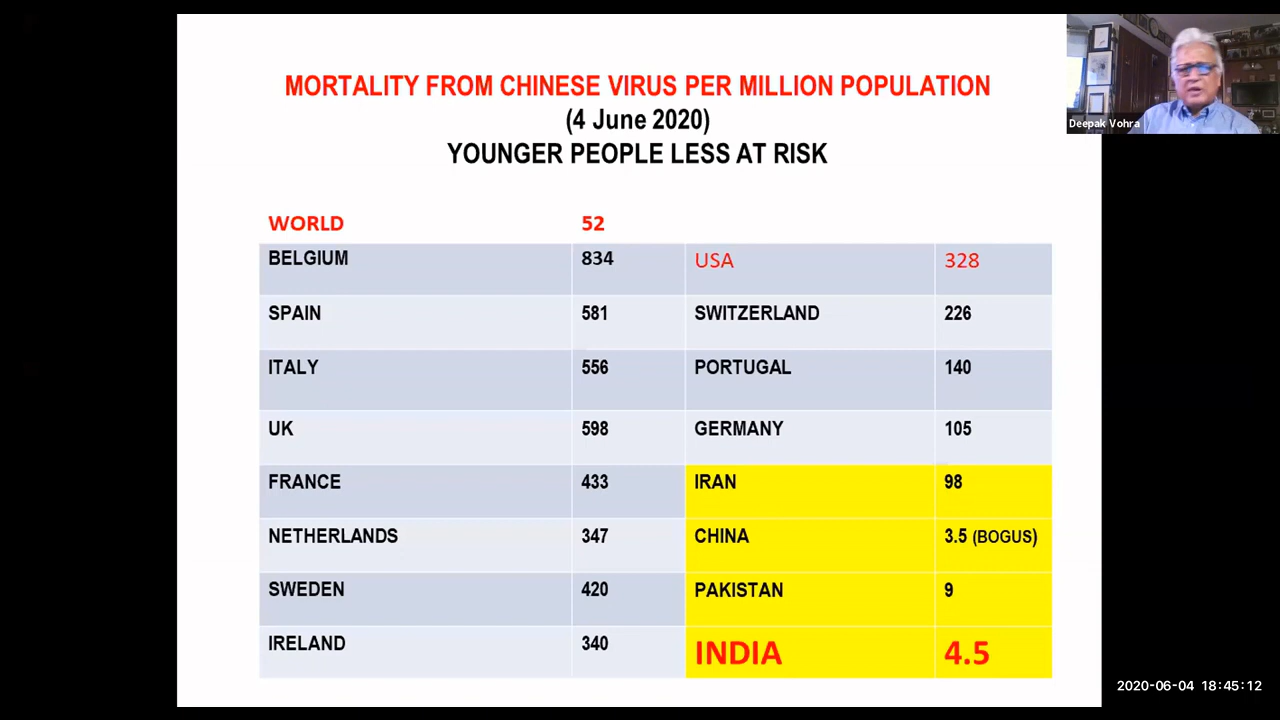 MORTALITY FROM CHINESE VIRUS PER MILLION POPULATION
(4 June 2020)
YOUNGER PEOPLE LESS AT RISK
Deepak Vohra
WORLD 52
BELGIUM 834 USA 328
SPAIN 581 SWITZERLAND 226
ITALY 556 PORTUGAL 140
UK 598 GERMANY 105
FRANCE 433 IRAN 98
NETHERLANDS 347 CHINA 3.5 (BOGUS)
SWEDEN 420 PAKISTAN 9
IRELAND 340 INDIA 4.5
2020-06-04 18:45:12